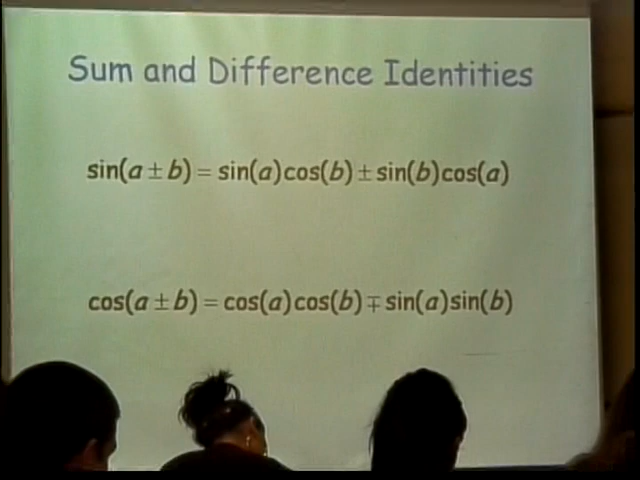 Sum and Difference Identities
sin(a ± b) = sin(a)cos(b) ± sin(b)cos(a)
cos(a ± b) = cos(a)cos(b) ∓ sin(a)sin(b)